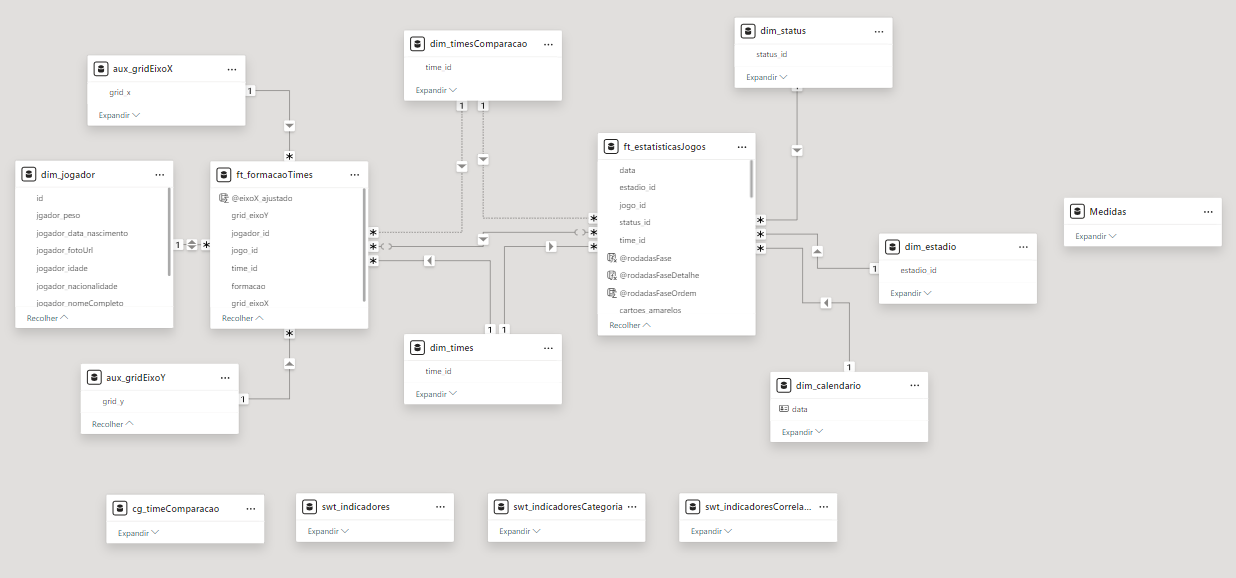 aux_gridEixoX
grid_x
Expandir
dim_timesComparacao
time_id
Expandir
dim_status
status_id
Expandir
dim_jogador
id
jgador_peso
jogador_data_nascimento
jogador_fotoUrl
jogador_idade
jogador_nacionalidade
jogador_nomeCompleto
Recolher
ft_formacaoTimes
@eixoX_ajustado
grid_eixoY
jogador_id
jogo_id
time_id
formacao
grid_eixoX
Recolher
ft_estatisticasJogos
data
estadio_id
jogo_id
status_id
time_id
@rodadasFase
@rodadasFaseDetalhe
@rodadasFaseOrdem
cartoes_amarelos
Recolher
Medidas
Expandir
dim_estadio
estadio_id
Expandir
dim_times
time_id
Expandir
aux_gridEixoY
grid_y
Recolher
dim_calendario
data
Expandir
cg_timeComparacao
Expandir
swt_indicadores
Expandir
swt_indicadoresCategoria
Expandir
swt_indicadoresCorrela...
Expandir
1
*
1
1
1
*
*
*
*
*
1
1
1
*
*
*
*
*
*
*
1
1